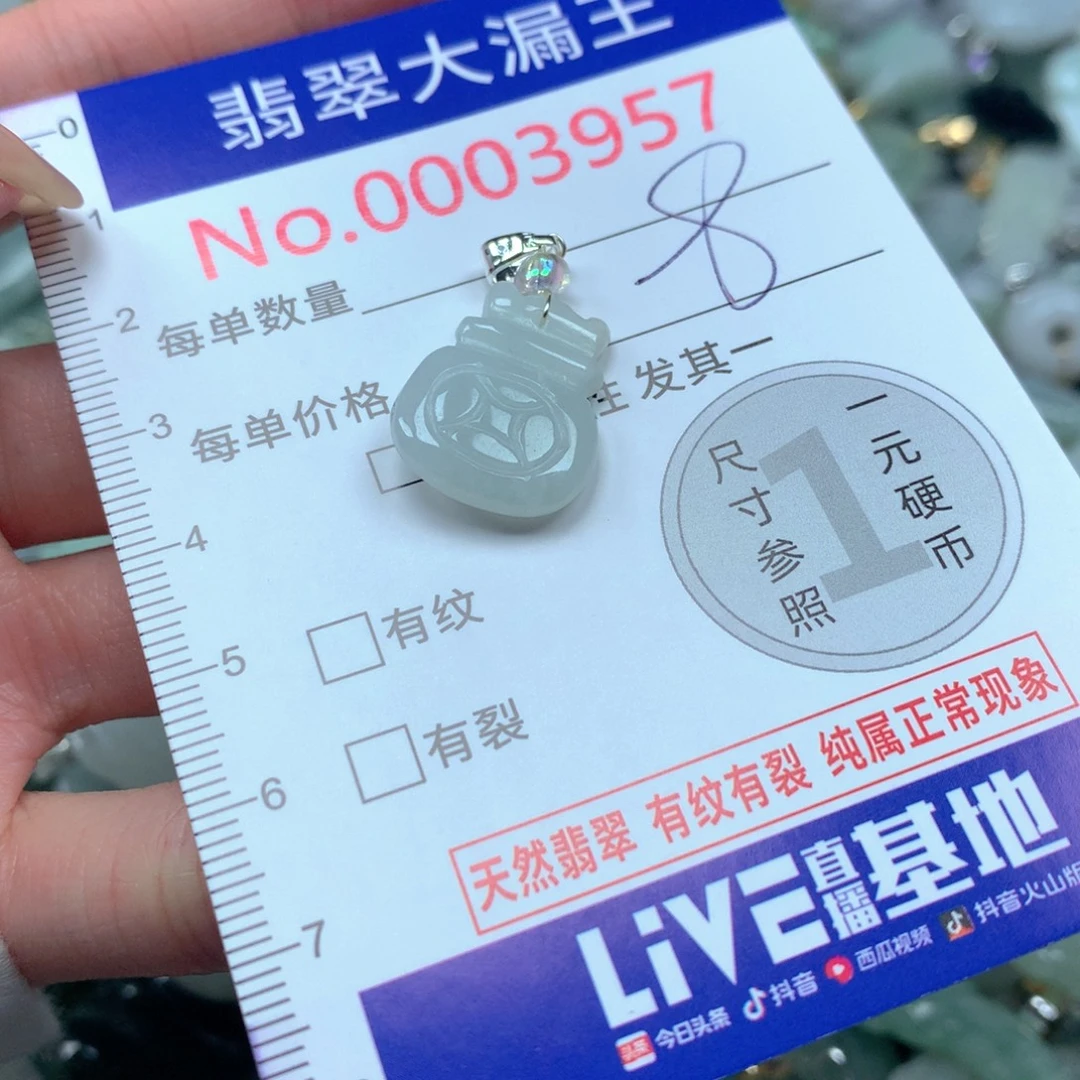 翡翠大漏王
No.0003957
每单数量
8
每单价格
发其一
有纹
有裂
一元硬币
尺寸参照
1
天然翡翠 有纹有裂 纯属正常现象
LiVE直播基地
头条 今日头条 抖音 西瓜视频 抖音火山版
0
1
2
3
4
5
6
7